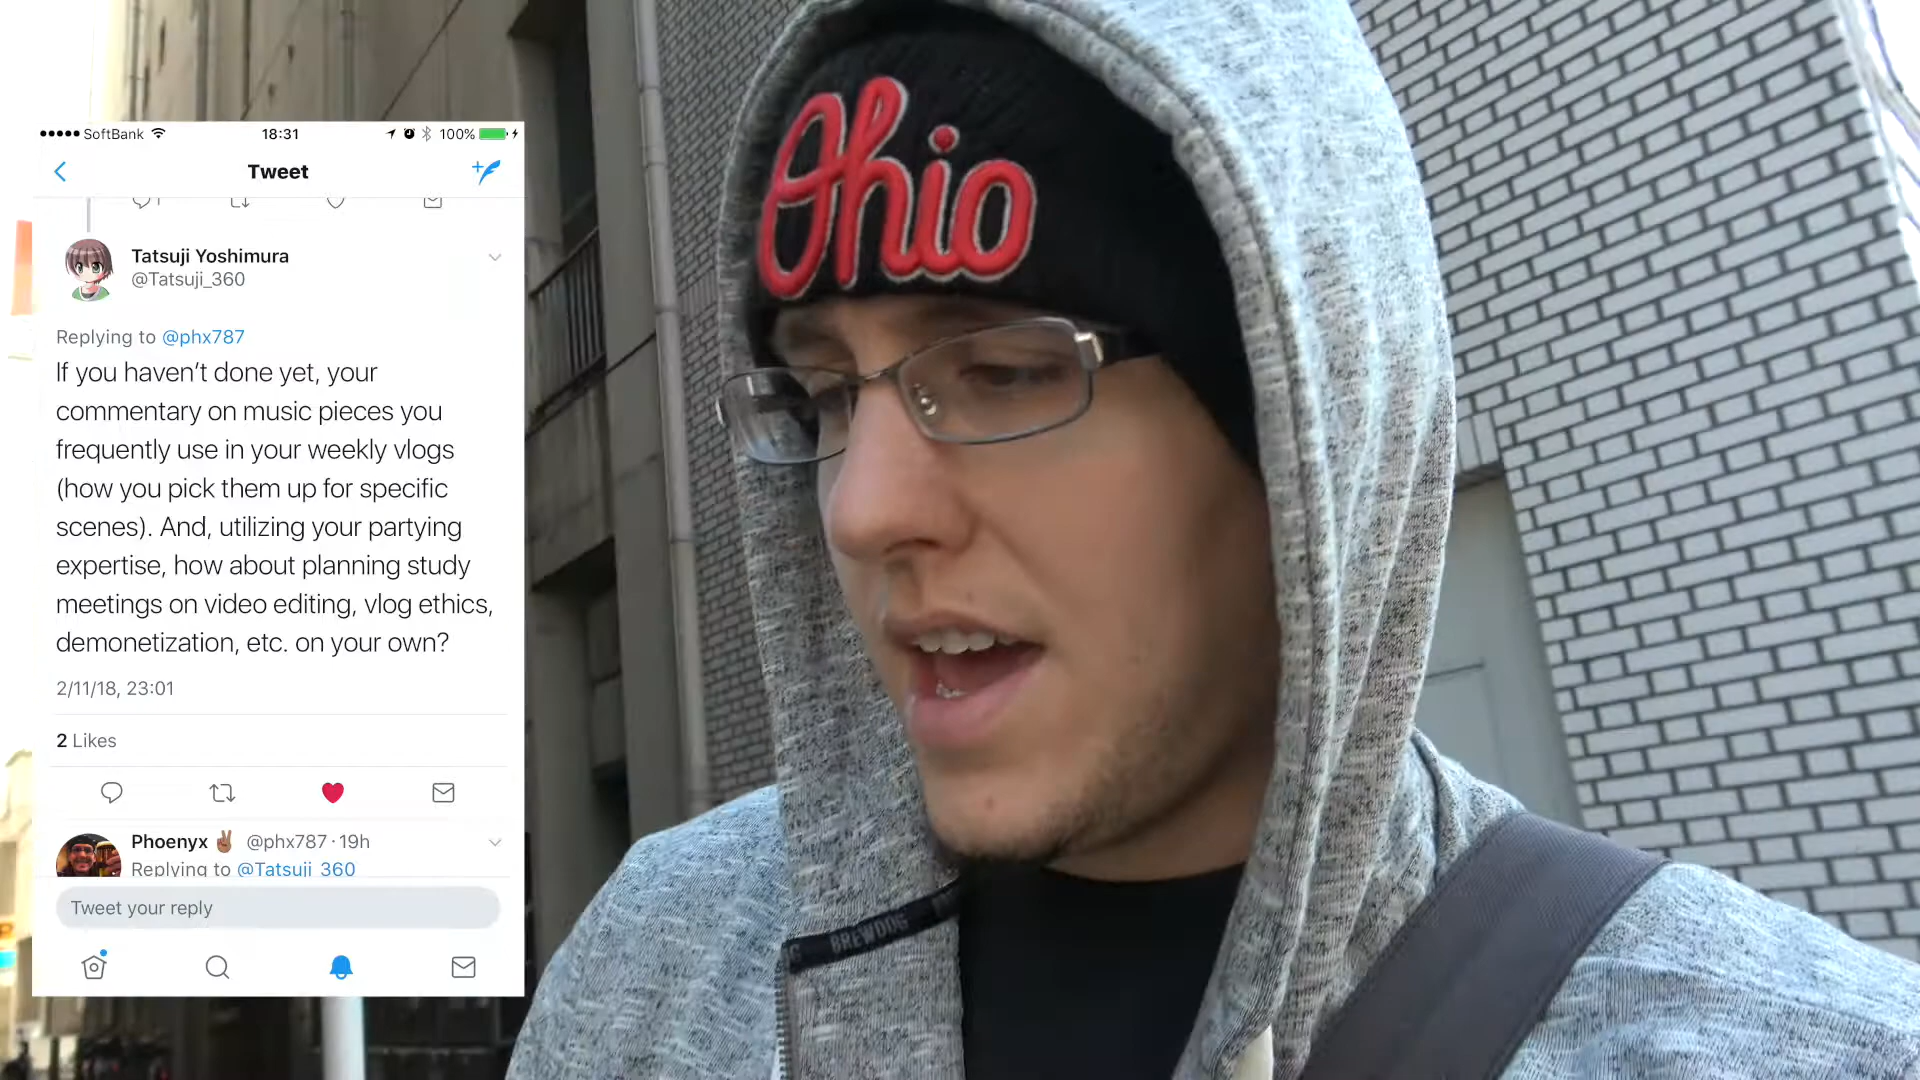 ●●●●● SoftBank 18:31 100%
Tweet
1
Tatsuji Yoshimura
@Tatsuji_360
Replying to @phx787
If you haven’t done yet, your
commentary on music pieces you
frequently use in your weekly vlogs
(how you pick them up for specific
scenes). And, utilizing your partying
expertise, how about planning study
meetings on video editing, vlog ethics,
demonetization, etc. on your own?
2/11/18, 23:01
2 Likes
Phoenyx ✌🏽 @phx787 · 19h
Replying to @Tatsuji_360
Tweet your reply
Ohio
BREWDOG